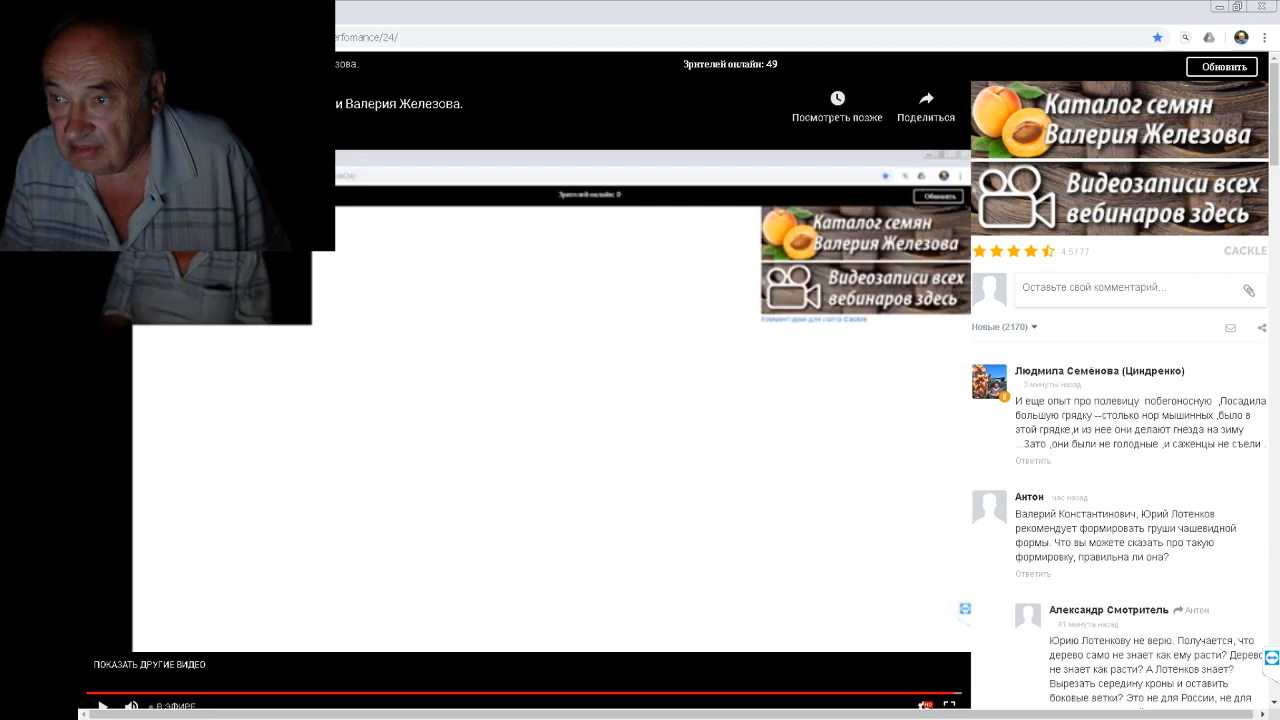 erfomance/24/
зова.
Зрителей онлайн: 49
Обновить
и Валерия Железова.
Посмотреть позже
Поделиться
Каталог семян
Валерия Железова
Видеозаписи всех
вебинаров здесь
Зрителей онлайн: 0
Обновить
Каталог семян
Валерия Железова
Видеозаписи всех
вебинаров здесь
Комментарии для сайта Cackle
4.5 / 77
CACKLE
Оставьте свой комментарий...
Новые (2170)
Людмила Семёнова (Циндренко)
3 минуты назад
И еще опыт про полевицу побегоносную ,Посадила
большую грядку --столько нор мышинных ,было в
этой грядке,и из нее они делают гнезда на зиму
...Зато ,они были не голодные ,и саженцы не съели .
Ответить
Антон час назад
Валерий Константинович, Юрий Лотенков
рекомендует формировать груши чашевидной
формы. Что вы можете сказать про такую
формировку, правильна ли она?
Ответить
Александр Смотритель Антон
41 минута назад
Юрию Лотенкову не верю. Получается, что
дерево само не знает как ему расти? Дерево
не знает как расти? А Лотенков знает?
Вырезать середину кроны и оставить
боковые ветки? Это не для России, не для
ПОКАЗАТЬ ДРУГИЕ ВИДЕО
В ЭФИРЕ
HD